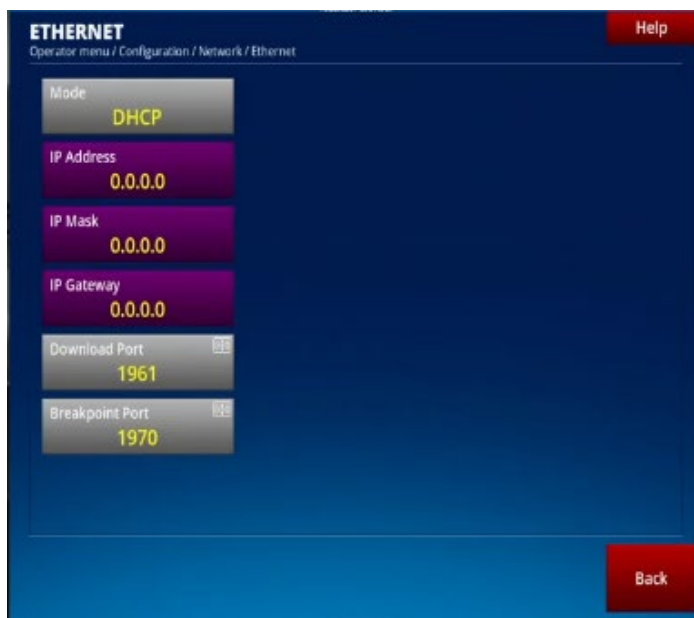 ETHERNET
Help
Operator menu / Configuration / Network / Ethernet
Mode
DHCP
IP Address
0.0.0.0
IP Mask
0.0.0.0
IP Gateway
0.0.0.0
Download Port
1961
Breakpoint Port
1970
Back